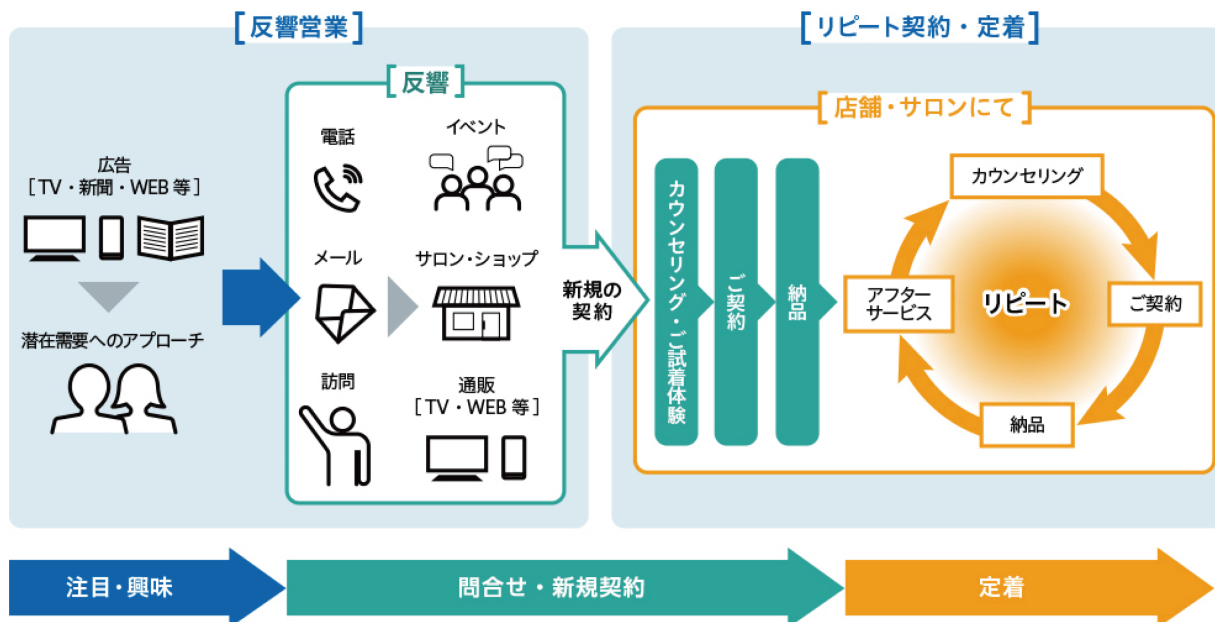 [反響営業]
広告
[TV・新聞・WEB 等]
潜在需要へのアプローチ
[反響]
電話
イベント
メール
サロン・ショップ
訪問
通販
[TV・WEB 等]
新規の
契約
[リピート契約・定着]
[店舗・サロンにて]
カウンセリング・ご試着体験
ご契約
納品
カウンセリング
ご契約
納品
アフター
サービス
リピート
注目・興味
問合せ・新規契約
定着